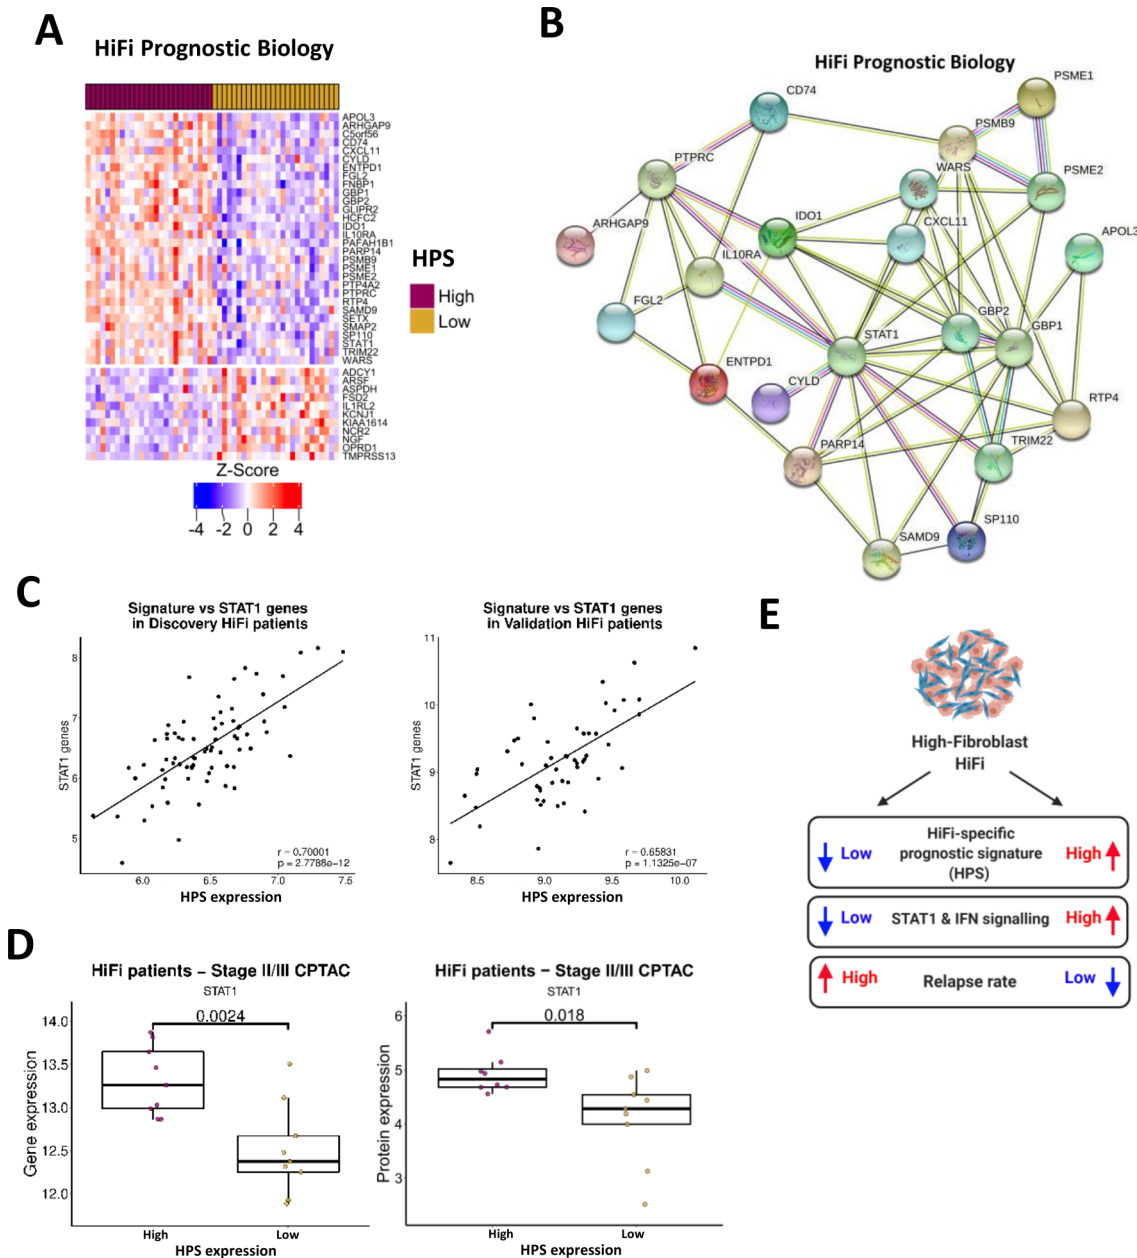 A
HiFi Prognostic Biology
APOL3
ARHGAP9
C5orf56
CD74
CXCL11
CYLD
ENTPD1
FGL2
FNBP1
GBP1
GBP2
GLIPR2
HCFC2
IDO1
IL10RA
PAFAH1B1
PARP14
PSMB9
PSME1
PSME2
PTP4A2
PTPRC
RTP4
SAMD9
SETX
SMAP2
SP110
STAT1
TRIM22
WARS
ADCY1
ARSF
ASPDH
FSD2
IL1RL2
KCNJ1
KIAA1614
NCR2
NGF
OPRD1
TMPRSS13
HPS
High
Low
Z-Score
-4 -2 0 2 4
B
HiFi Prognostic Biology
CD74
PSME1
PSMB9
PTPRC
WARS
PSME2
ARHGAP9
IDO1
CXCL11
APOL3
IL10RA
FGL2
GBP2
GBP1
STAT1
ENTPD1
CYLD
RTP4
PARP14
TRIM22
SP110
SAMD9
C
Signature vs STAT1 genes
in Discovery HiFi patients
STAT1 genes
8
7
6
5
r = 0.70001
p = 2.7788e-12
6.0 6.5 7.0 7.5
HPS expression
Signature vs STAT1 genes
in Validation HiFi patients
STAT1 genes
11
10
9
8
r = 0.65831
p = 1.1325e-07
8.5 9.0 9.5 10.0
HPS expression
D
HiFi patients – Stage II/III CPTAC
STAT1
0.0024
Gene expression
14.0
13.5
13.0
12.5
12.0
High Low
HPS expression
HiFi patients – Stage II/III CPTAC
STAT1
0.018
Protein expression
6
5
4
3
High Low
HPS expression
E
High-Fibroblast
HiFi
Low
HiFi-specific
prognostic signature
(HPS)
High
Low STAT1 & IFN signalling High
High Relapse rate Low